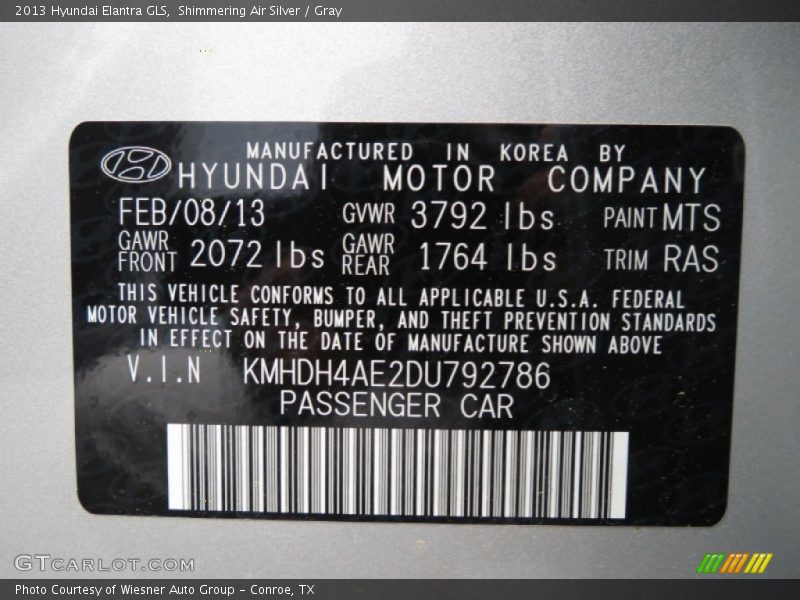 2013 Hyundai Elantra GLS, Shimmering Air Silver / Gray
MANUFACTURED IN KOREA BY
HYUNDAI MOTOR COMPANY
FEB/08/13 GVWR 3792 lbs PAINT MTS
GAWR FRONT 2072 lbs GAWR REAR 1764 lbs TRIM RAS
THIS VEHICLE CONFORMS TO ALL APPLICABLE U.S.A. FEDERAL
MOTOR VEHICLE SAFETY, BUMPER, AND THEFT PREVENTION STANDARDS
IN EFFECT ON THE DATE OF MANUFACTURE SHOWN ABOVE
V.I.N KMHDH4AE2DU792786
PASSENGER CAR
GTCARLOT.COM
Photo Courtesy of Wiesner Auto Group - Conroe, TX